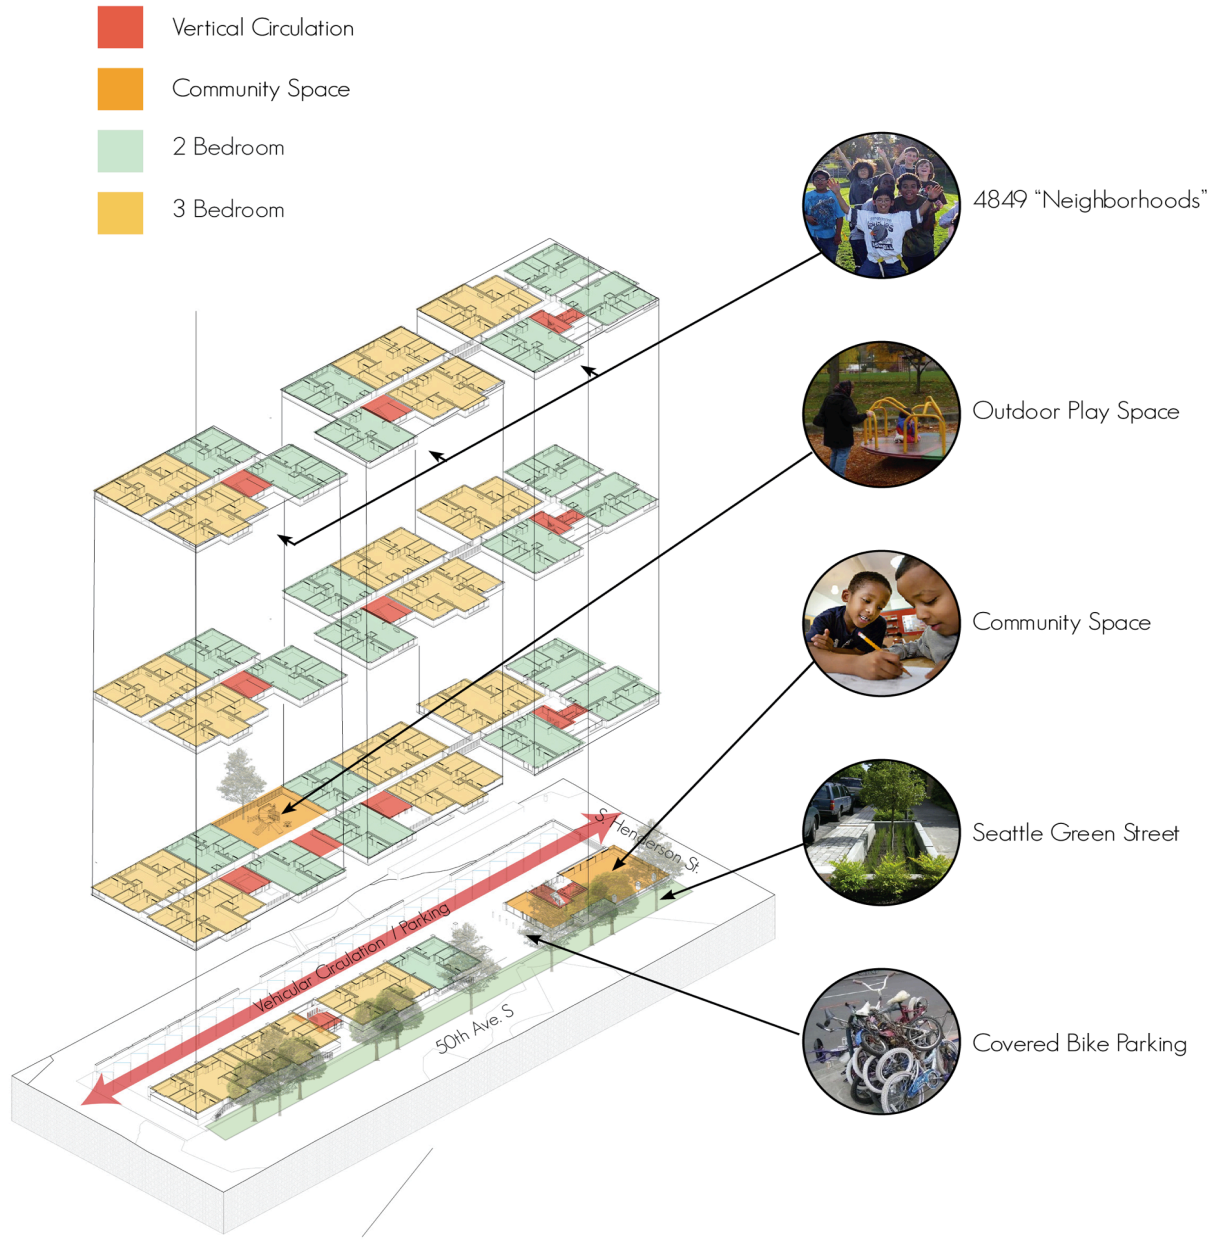 Vertical Circulation
Community Space
2 Bedroom
3 Bedroom
4849 “Neighborhoods”
Outdoor Play Space
Community Space
Seattle Green Street
Covered Bike Parking
S. Henderson St.
Vehicular Circulation / Parking
50th Ave. S